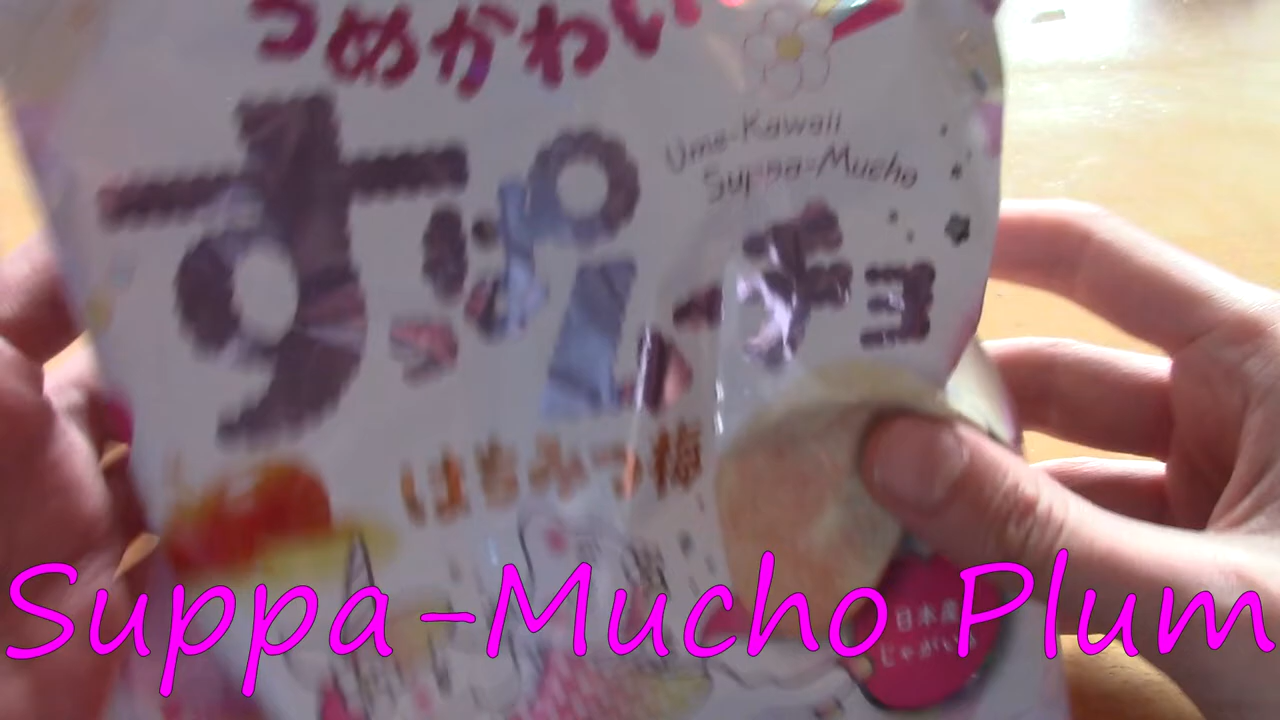 うめかわいい
Ume-Kawaii
Suppa-Mucho
すっぱムーチョ
はちみつ梅
日本産
じゃがいも
Suppa-Mucho Plum